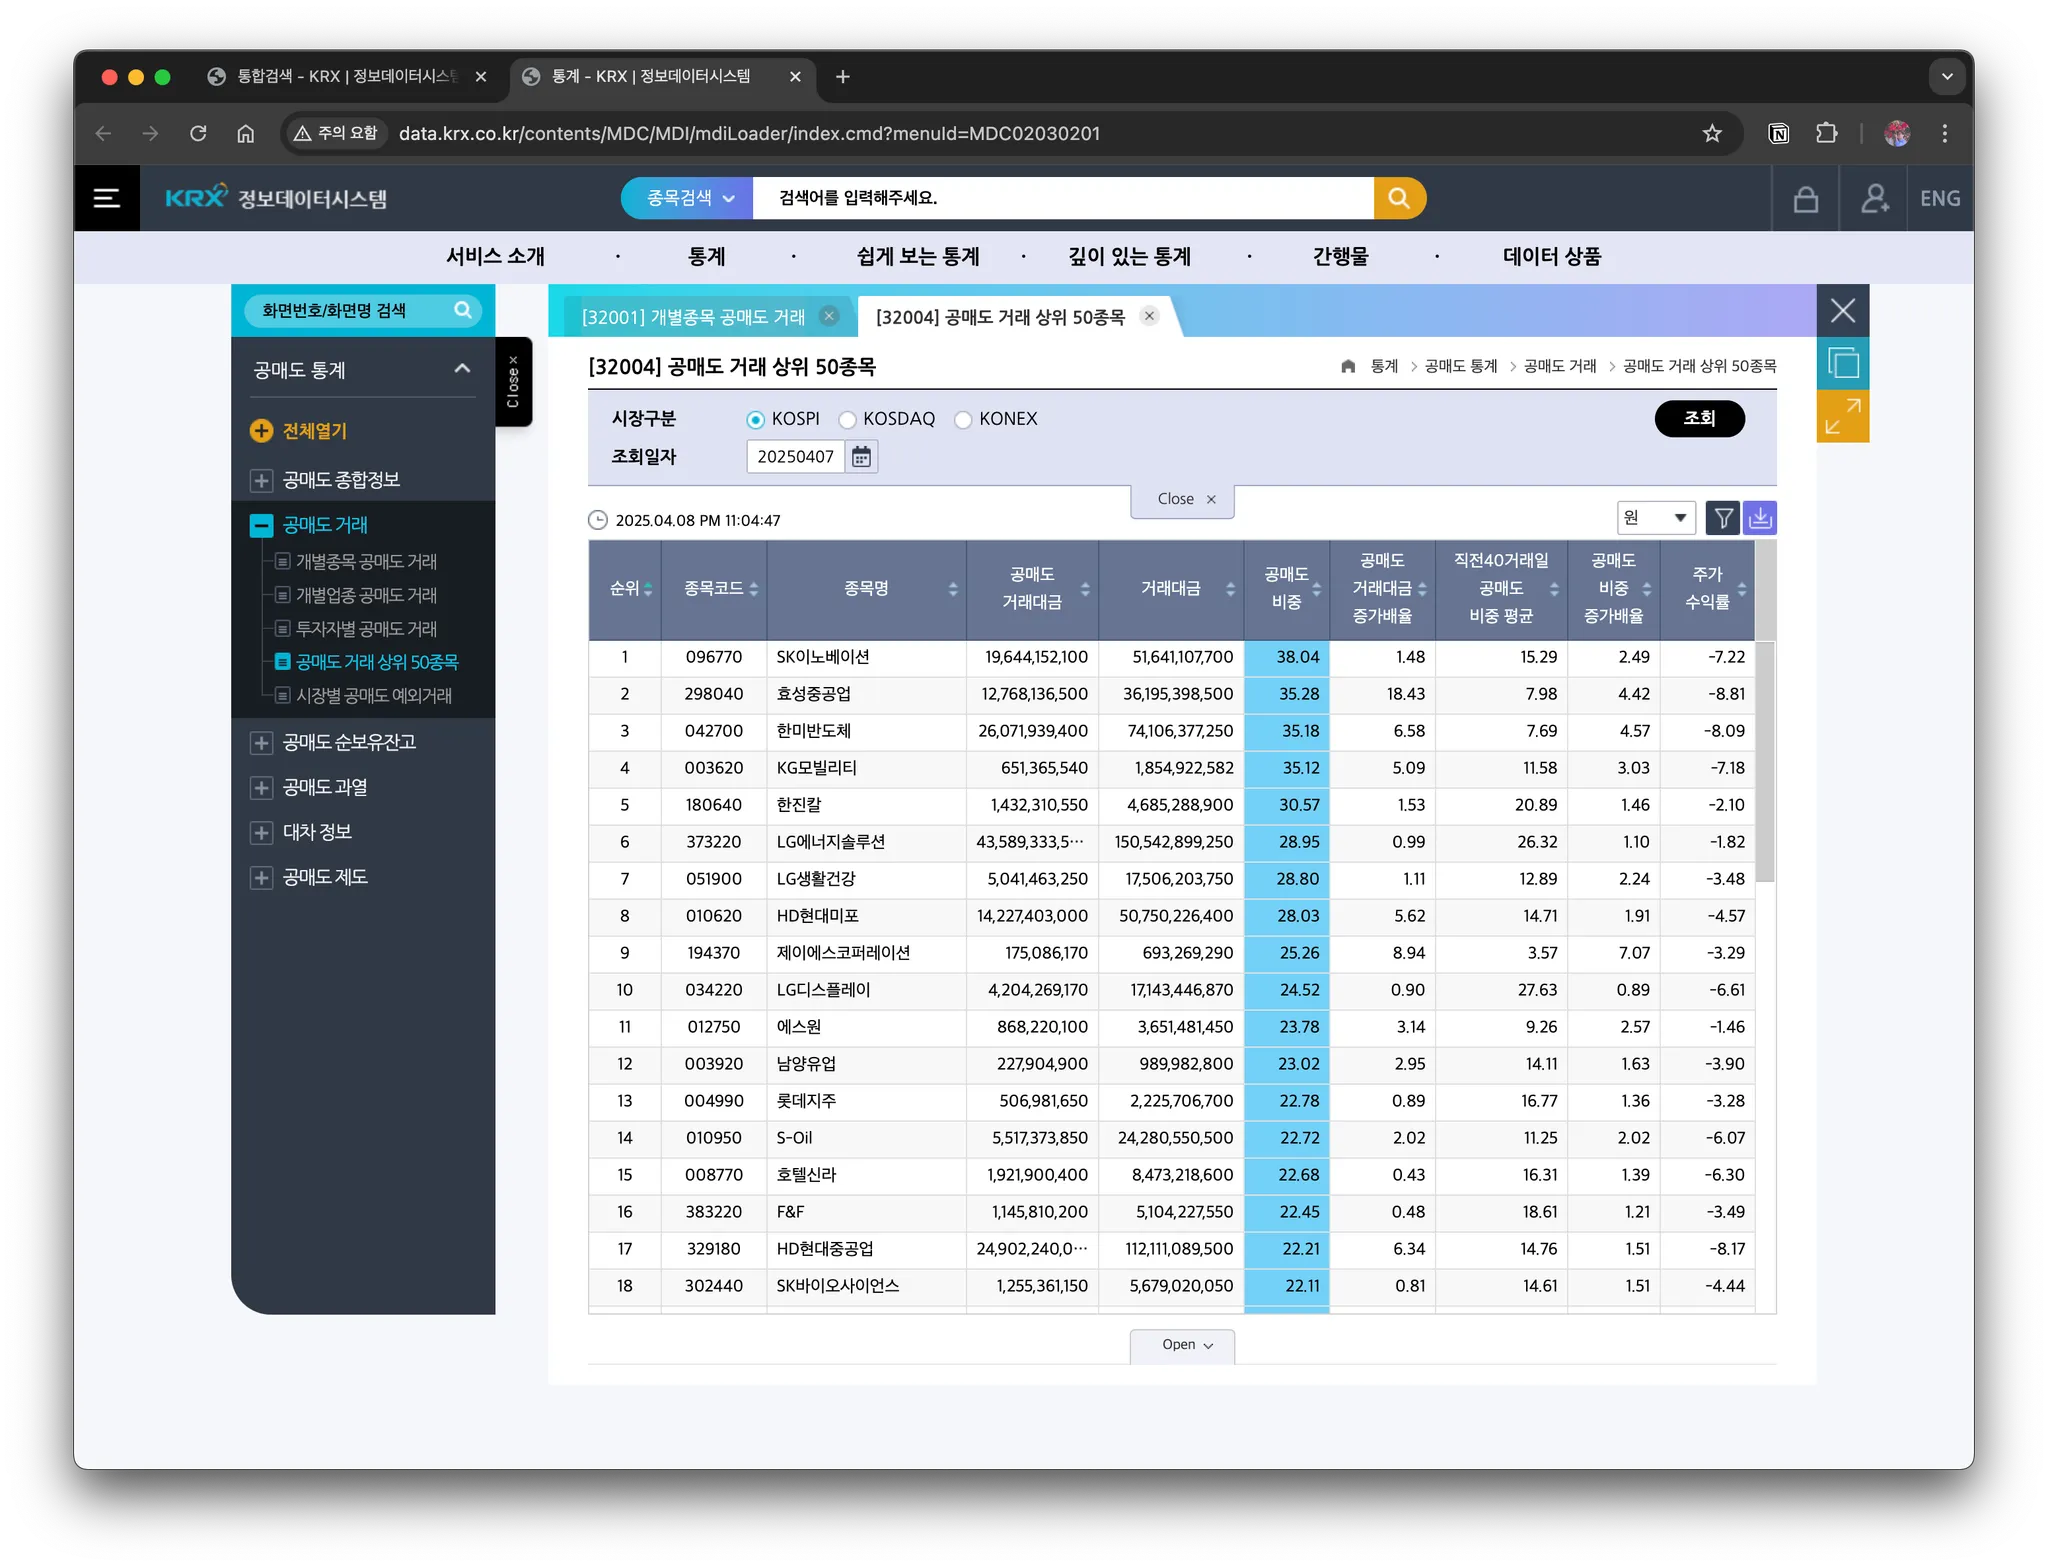 통합검색 - KRX | 정보데이터시스템
통계 - KRX | 정보데이터시스템
주의 요함 data.krx.co.kr/contents/MDC/MDI/mdiLoader/index.cmd?menuId=MDC02030201
KRX 정보데이터시스템 종목검색 검색어를 입력해주세요. ENG
서비스 소개 · 통계 · 쉽게 보는 통계 · 깊이 있는 통계 · 간행물 · 데이터 상품
화면번호/화면명 검색
공매도 통계
전체열기
공매도 종합정보
공매도 거래
개별종목 공매도 거래
개별업종 공매도 거래
투자자별 공매도 거래
공매도 거래 상위 50종목
시장별 공매도 예외거래
공매도 순보유잔고
공매도 과열
대차 정보
공매도 제도
Close ×
[32001] 개별종목 공매도 거래
[32004] 공매도 거래 상위 50종목
[32004] 공매도 거래 상위 50종목
통계 > 공매도 통계 > 공매도 거래 > 공매도 거래 상위 50종목
시장구분 KOSPI KOSDAQ KONEX 조회
조회일자 20250407
Close ×
2025.04.08 PM 11:04:47 원
순위 종목코드 종목명 공매도 거래대금 거래대금 공매도 비중 공매도 거래대금 증가배율 직전40거래일 공매도 비중 평균 공매도 비중 증가배율 주가 수익률
1 096770 SK이노베이션 19,644,152,100 51,641,107,700 38.04 1.48 15.29 2.49 -7.22
2 298040 효성중공업 12,768,136,500 36,195,398,500 35.28 18.43 7.98 4.42 -8.81
3 042700 한미반도체 26,071,939,400 74,106,377,250 35.18 6.58 7.69 4.57 -8.09
4 003620 KG모빌리티 651,365,540 1,854,922,582 35.12 5.09 11.58 3.03 -7.18
5 180640 한진칼 1,432,310,550 4,685,288,900 30.57 1.53 20.89 1.46 -2.10
6 373220 LG에너지솔루션 43,589,333,5··· 150,542,899,250 28.95 0.99 26.32 1.10 -1.82
7 051900 LG생활건강 5,041,463,250 17,506,203,750 28.80 1.11 12.89 2.24 -3.48
8 010620 HD현대미포 14,227,403,000 50,750,226,400 28.03 5.62 14.71 1.91 -4.57
9 194370 제이에스코퍼레이션 175,086,170 693,269,290 25.26 8.94 3.57 7.07 -3.29
10 034220 LG디스플레이 4,204,269,170 17,143,446,870 24.52 0.90 27.63 0.89 -6.61
11 012750 에스원 868,220,100 3,651,481,450 23.78 3.14 9.26 2.57 -1.46
12 003920 남양유업 227,904,900 989,982,800 23.02 2.95 14.11 1.63 -3.90
13 004990 롯데지주 506,981,650 2,225,706,700 22.78 0.89 16.77 1.36 -3.28
14 010950 S-Oil 5,517,373,850 24,280,550,500 22.72 2.02 11.25 2.02 -6.07
15 008770 호텔신라 1,921,900,400 8,473,218,600 22.68 0.43 16.31 1.39 -6.30
16 383220 F&F 1,145,810,200 5,104,227,550 22.45 0.48 18.61 1.21 -3.49
17 329180 HD현대중공업 24,902,240,0··· 112,111,089,500 22.21 6.34 14.76 1.51 -8.17
18 302440 SK바이오사이언스 1,255,361,150 5,679,020,050 22.11 0.81 14.61 1.51 -4.44
Open